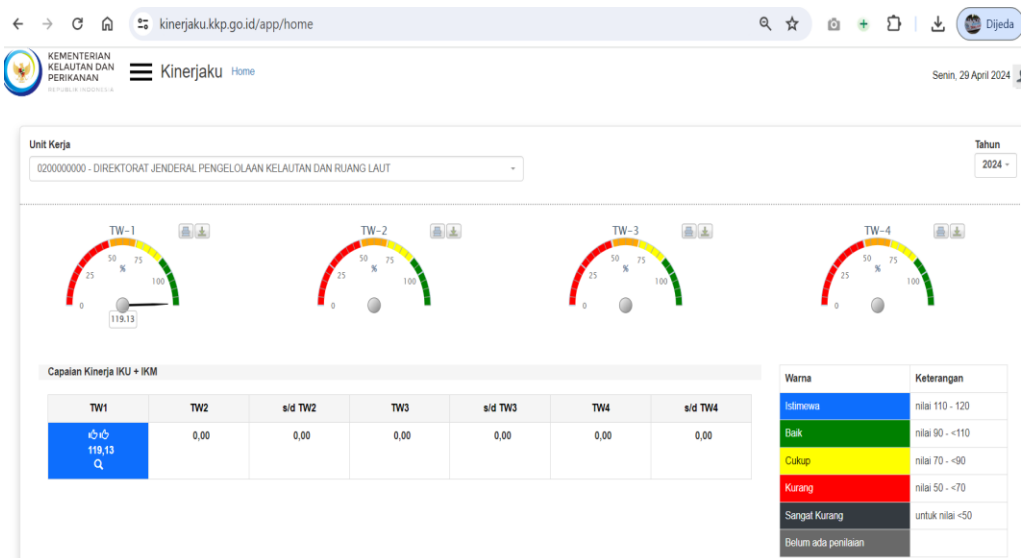 kinerjaku.kkp.go.id/app/home
Dijeda
KEMENTERIAN
KELAUTAN DAN
PERIKANAN
REPUBLIK INDONESIA
Kinerjaku Home
Senin, 29 April 2024
Unit Kerja
Tahun
0200000000 - DIREKTORAT JENDERAL PENGELOLAAN KELAUTAN DAN RUANG LAUT
2024
TW-1
0
25
50
75
100
%
119.13
TW-2
0
25
50
75
100
%
TW-3
0
25
50
75
100
%
TW-4
0
25
50
75
100
%
Capaian Kinerja IKU + IKM
TW1 TW2 s/d TW2 TW3 s/d TW3 TW4 s/d TW4
119,13 0,00 0,00 0,00 0,00 0,00 0,00
Warna Keterangan
Istimewa nilai 110 - 120
Baik nilai 90 - <110
Cukup nilai 70 - <90
Kurang nilai 50 - <70
Sangat Kurang untuk nilai <50
Belum ada penilaian